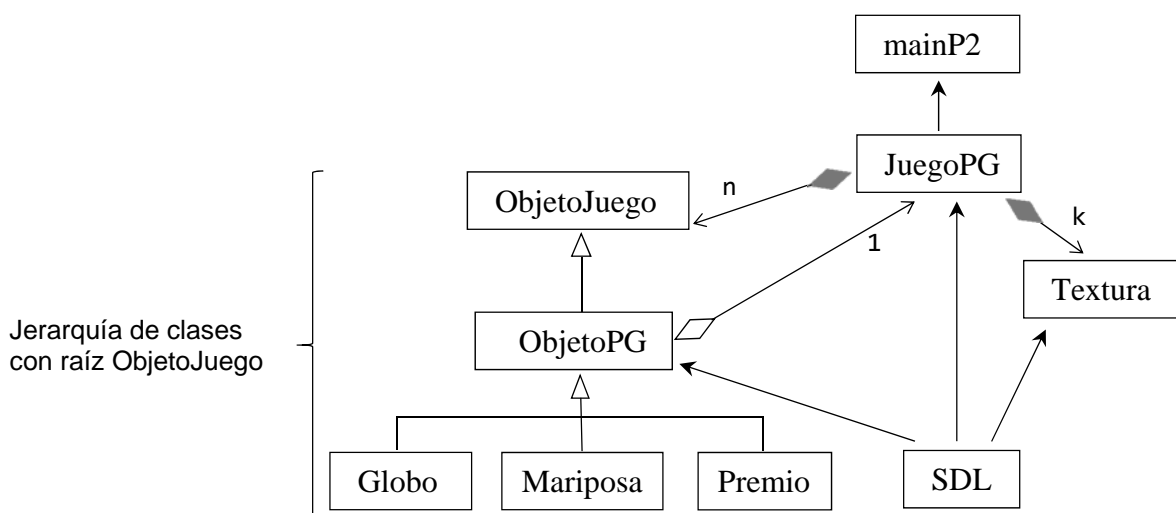 mainP2
JuegoPG
n
ObjetoJuego
k
1
Textura
Jerarquía de clases
con raíz ObjetoJuego
ObjetoPG
Globo
Mariposa
Premio
SDL